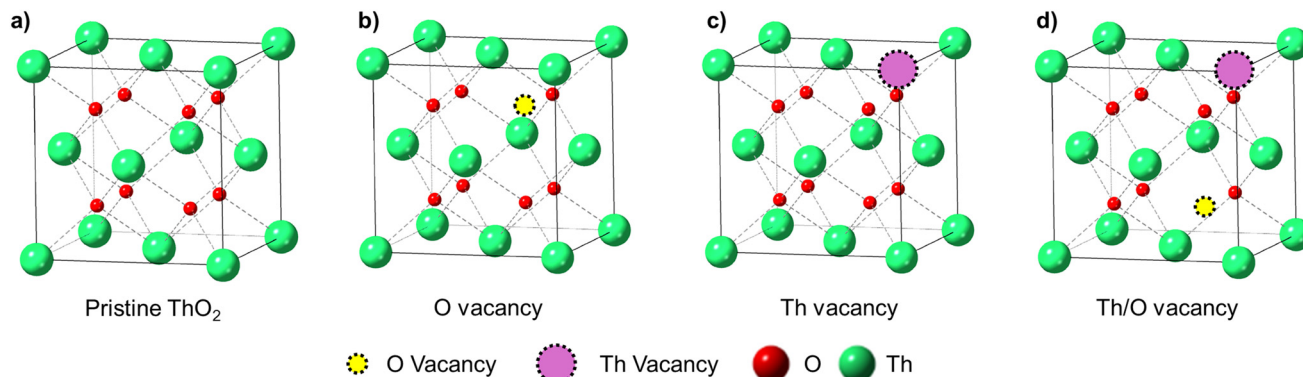 a)
b)
c)
d)
Pristine ThO₂
O vacancy
Th vacancy
Th/O vacancy
O Vacancy
Th Vacancy
O
Th